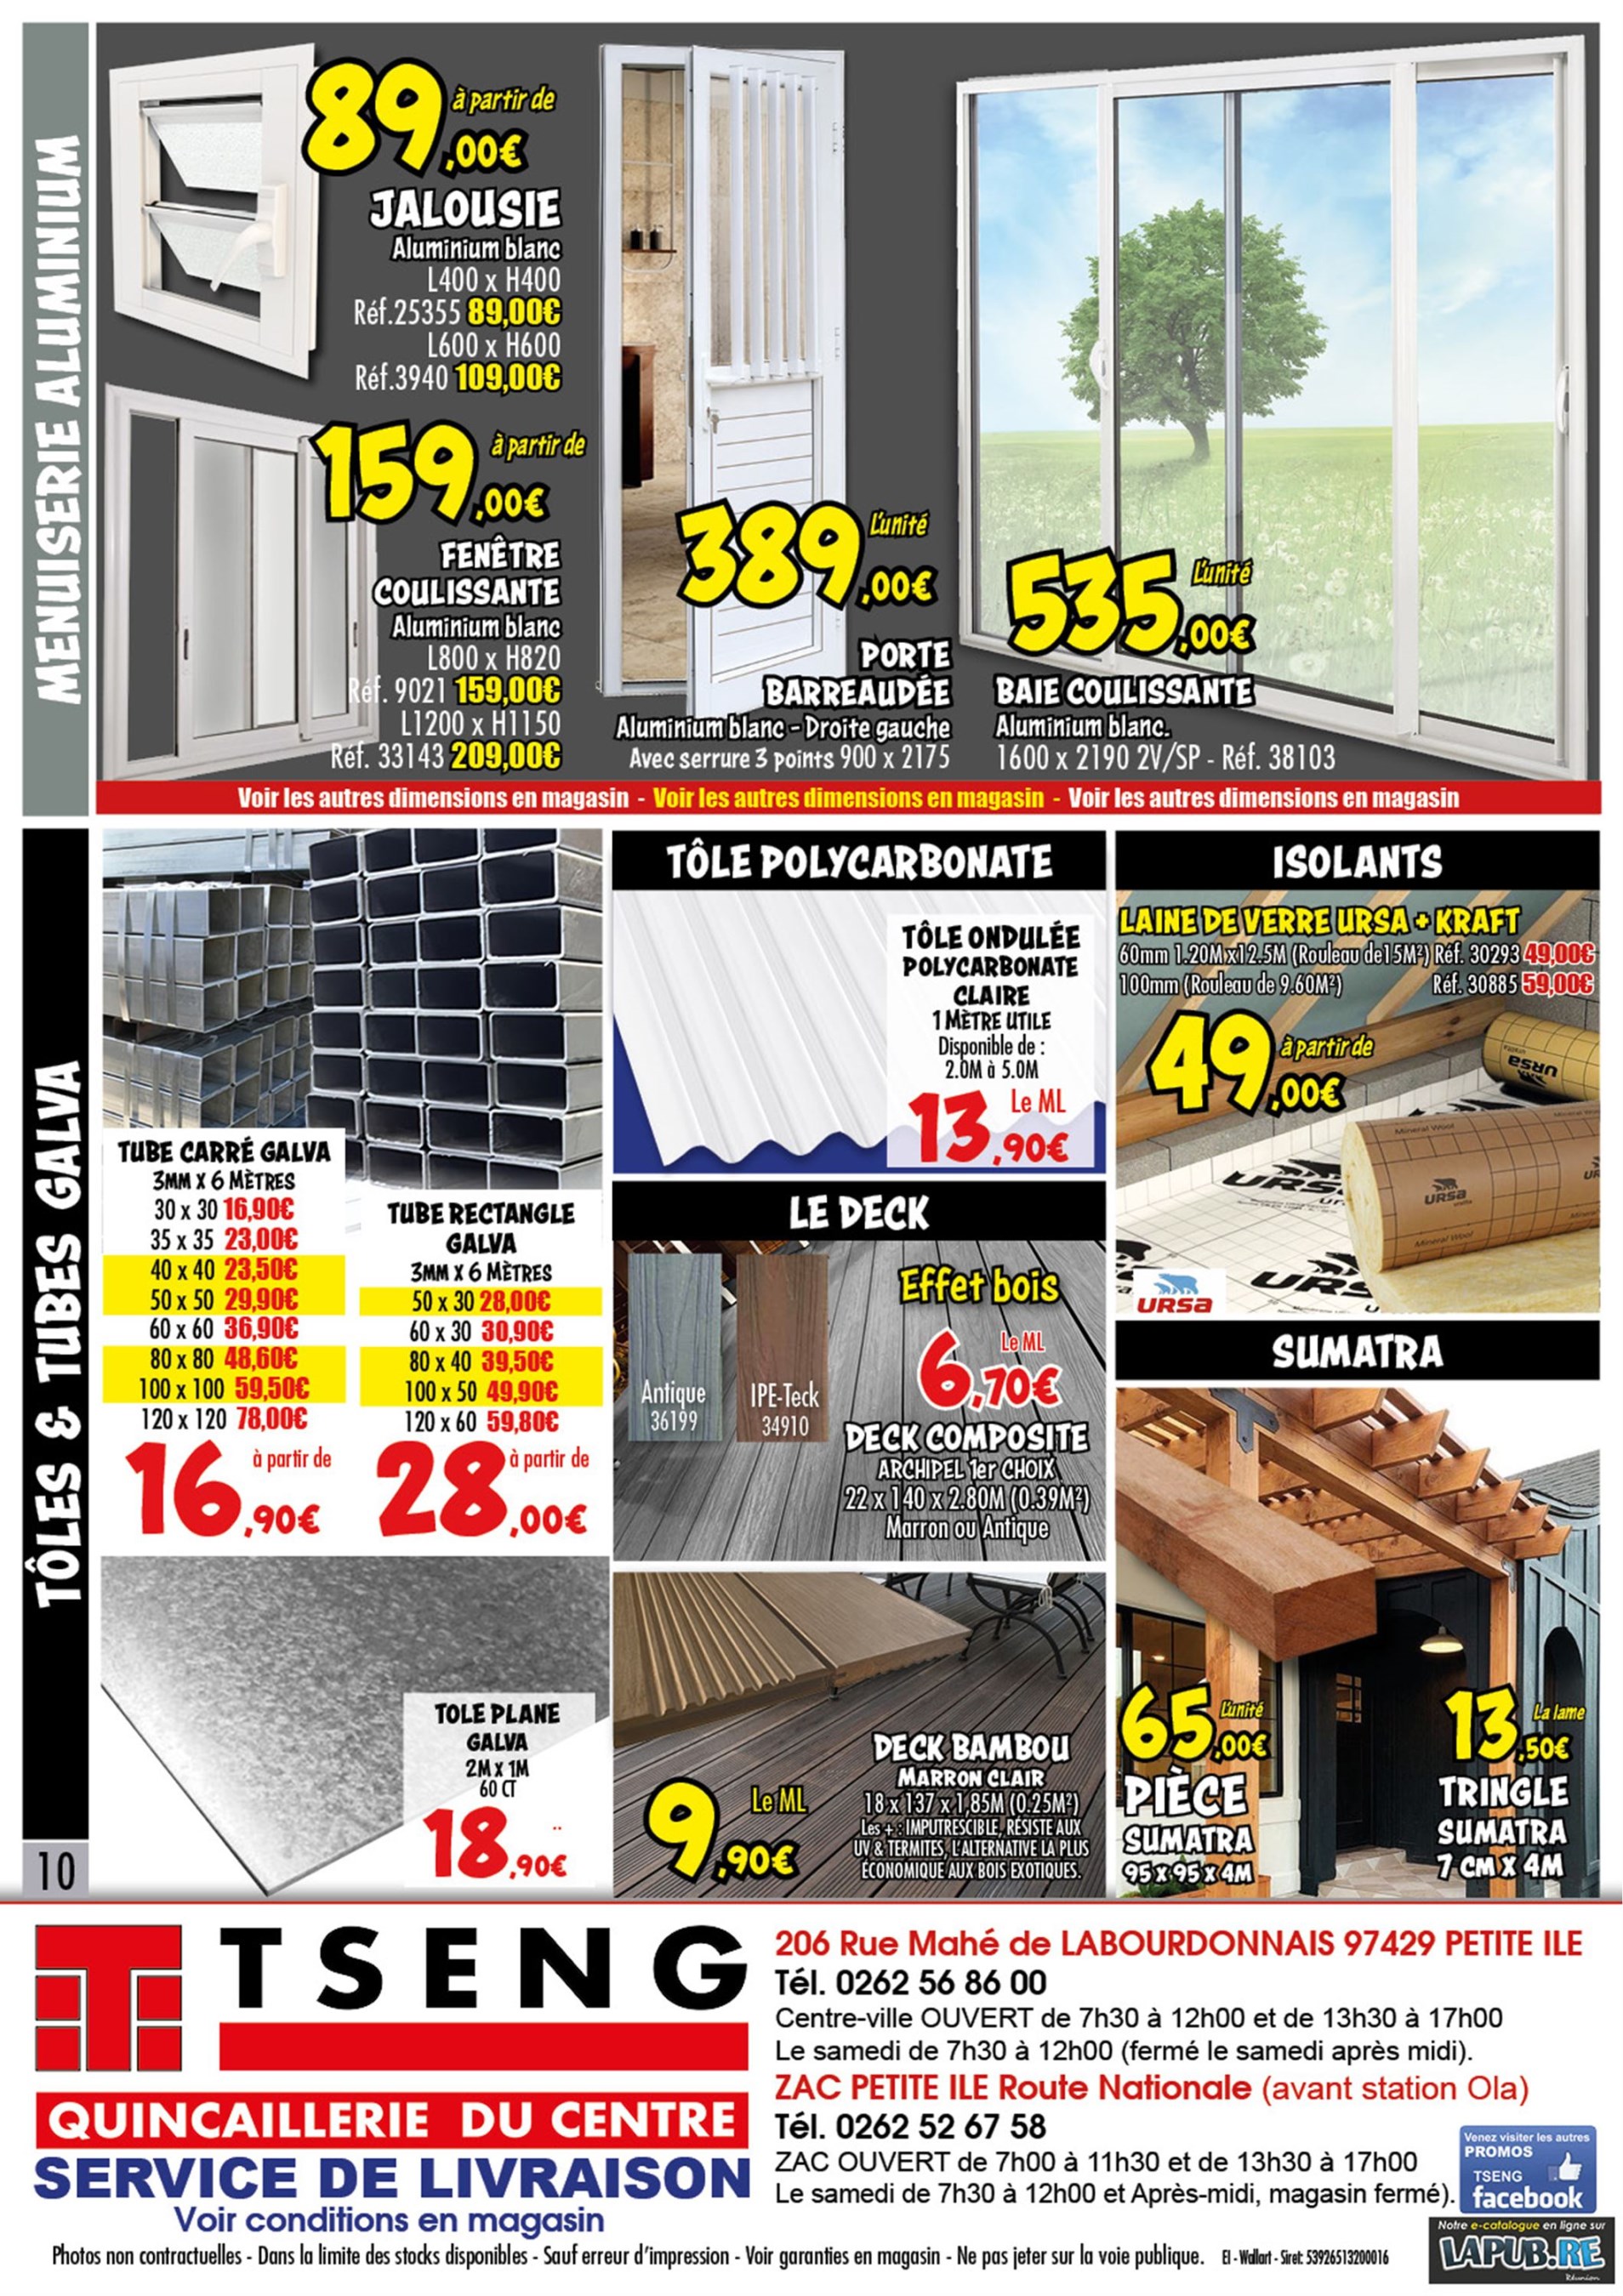 MENUISERIE ALUMINIUM
89,00€ à partir de
JALOUSIE
Aluminium blanc
L400 x H400
Réf.25355 89,00€
L600 x H600
Réf.3940 109,00€
159,00€ à partir de
FENÊTRE
COULISSANTE
Aluminium blanc
L800 x H820
Réf. 9021 159,00€
L1200 x H1150
Réf. 33143 209,00€
389,00€ L'unité
PORTE
BARREAUDÉE
Aluminium blanc - Droite gauche
Avec serrure 3 points 900 x 2175
535,00€ L'unité
BAIE COULISSANTE
Aluminium blanc.
1600 x 2190 2V/SP - Réf. 38103
Voir les autres dimensions en magasin - Voir les autres dimensions en magasin - Voir les autres dimensions en magasin
TÔLES & TUBES GALVA
TUBE CARRÉ GALVA
3MM X 6 MÈTRES
30 x 30 16,90€
35 x 35 23,00€
40 x 40 23,50€
50 x 50 29,90€
60 x 60 36,90€
80 x 80 48,60€
100 x 100 59,50€
120 x 120 78,00€
16,90€ à partir de
TUBE RECTANGLE
GALVA
3MM X 6 MÈTRES
50 x 30 28,00€
60 x 30 30,90€
80 x 40 39,50€
100 x 50 49,90€
120 x 60 59,80€
28,00€ à partir de
TOLE PLANE
GALVA
2M x 1M
60 CT
18,90€
TÔLE POLYCARBONATE
TÔLE ONDULÉE
POLYCARBONATE
CLAIRE
1 MÈTRE UTILE
Disponible de :
2.0M à 5.0M
13,90€ Le ML
LE DECK
Effet bois
Antique
36199
IPE-Teck
34910
6,70€ Le ML
DECK COMPOSITE
ARCHIPEL 1er CHOIX
22 x 140 x 2.80M (0.39M²)
Marron ou Antique
DECK BAMBOU
MARRON CLAIR
18 x 137 x 1,85M (0.25M²)
Les + : IMPUTRESCIBLE, RÉSISTE AUX
UV & TERMITES, L'ALTERNATIVE LA PLUS
ÉCONOMIQUE AUX BOIS EXOTIQUES.
9,90€ Le ML
ISOLANTS
LAINE DE VERRE URSA + KRAFT
60mm 1.20M x12.5M (Rouleau de15M²) Réf. 30293 49,00€
100mm (Rouleau de 9.60M²) Réf. 30885 59,00€
49,00€ à partir de
URSA
Mineral Wool
URSA
Mineral Wool
URSA
URSA
URSA
SUMATRA
65,00€ L'unité
PIÈCE
SUMATRA
95 x 95 x 4M
13,50€ La lame
TRINGLE
SUMATRA
7 CM X 4M
10
TSENG
QUINCAILLERIE DU CENTRE
SERVICE DE LIVRAISON
Voir conditions en magasin
206 Rue Mahé de LABOURDONNAIS 97429 PETITE ILE
Tél. 0262 56 86 00
Centre-ville OUVERT de 7h30 à 12h00 et de 13h30 à 17h00
Le samedi de 7h30 à 12h00 (fermé le samedi après midi).
ZAC PETITE ILE Route Nationale (avant station Ola)
Tél. 0262 52 67 58
ZAC OUVERT de 7h00 à 11h30 et de 13h30 à 17h00
Le samedi de 7h30 à 12h00 et Après-midi, magasin fermé).
Venez visiter les autres
PROMOS
TSENG
facebook
Notre e-catalogue en ligne sur
LAPUB.RE
Réunion
Photos non contractuelles - Dans la limite des stocks disponibles - Sauf erreur d'impression - Voir garanties en magasin - Ne pas jeter sur la voie publique. EI - Wallart - Siret: 53926513200016